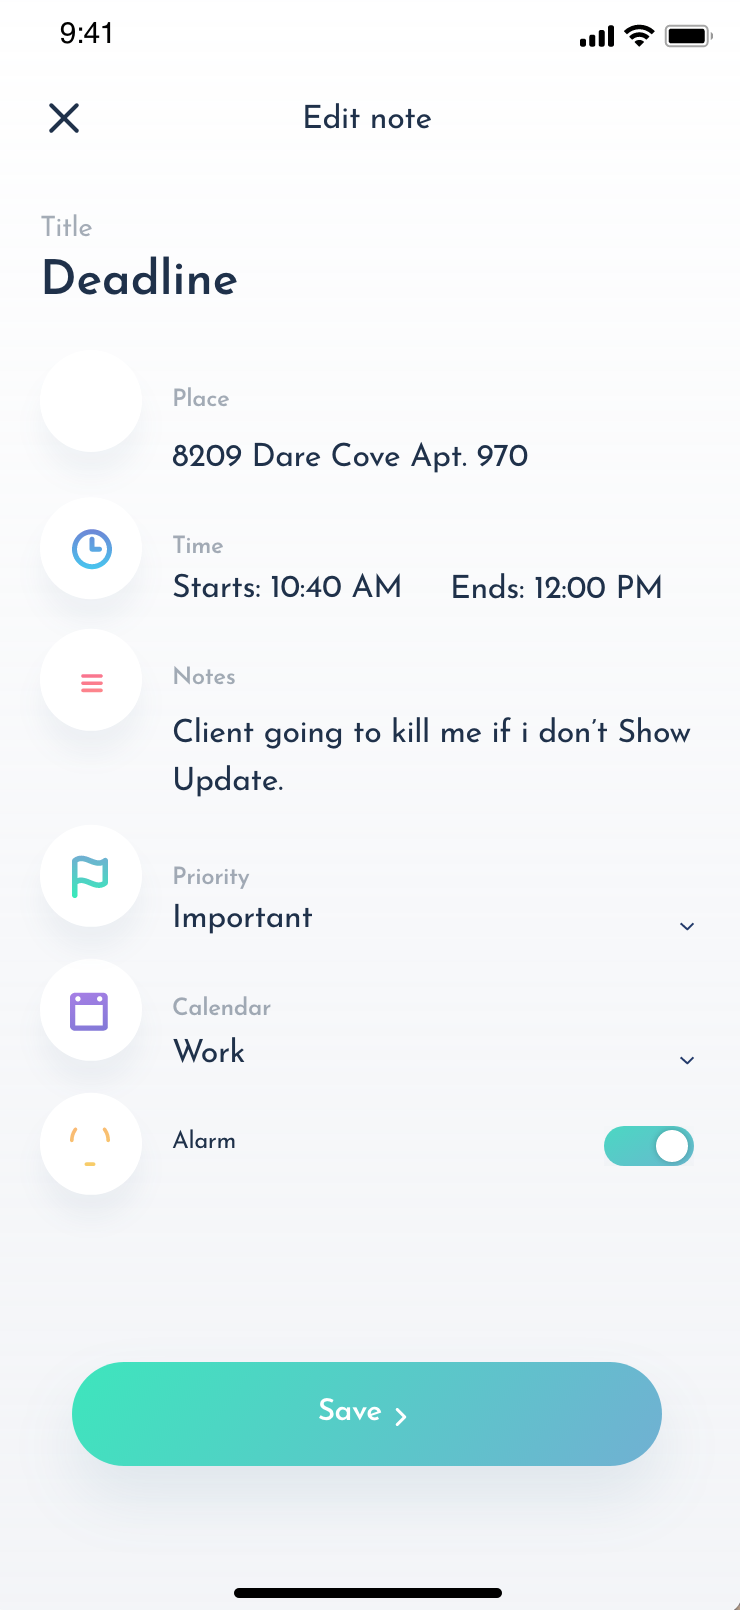 9:41
Edit note
Title
Deadline
Place
8209 Dare Cove Apt. 970
Time
Starts: 10:40 AM Ends: 12:00 PM
Notes
Client going to kill me if i don’t Show
Update.
Priority
Important
Calendar
Work
Alarm
Save